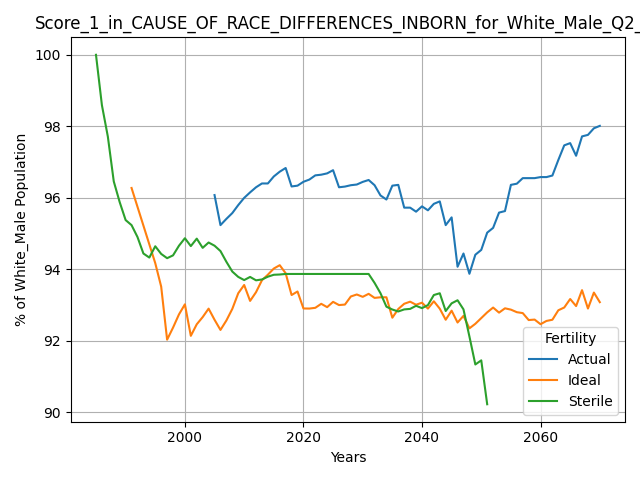 Score_1_in_CAUSE_OF_RACE_DIFFERENCES_INBORN_for_White_Male_Q2_
% of White_Male Population
100
98
96
94
92
90
2000
2020
2040
2060
Years
Fertility
Actual
Ideal
Sterile